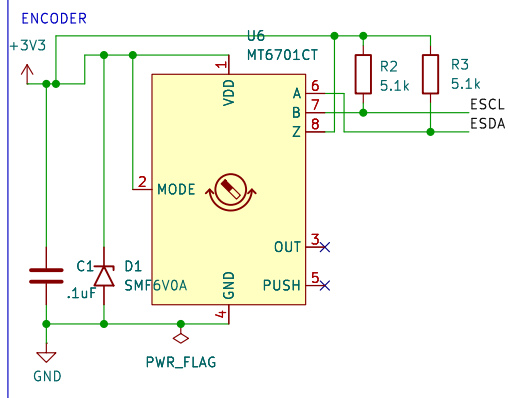 ENCODER
+3V3
U6
MT6701CT
1
VDD
R2
5.1k
R3
5.1k
A
6
B
7
Z
8
ESCL
ESDA
2
MODE
OUT
3
PUSH
5
C1
.1uF
D1
SMF6V0A
GND
4
PWR_FLAG
GND